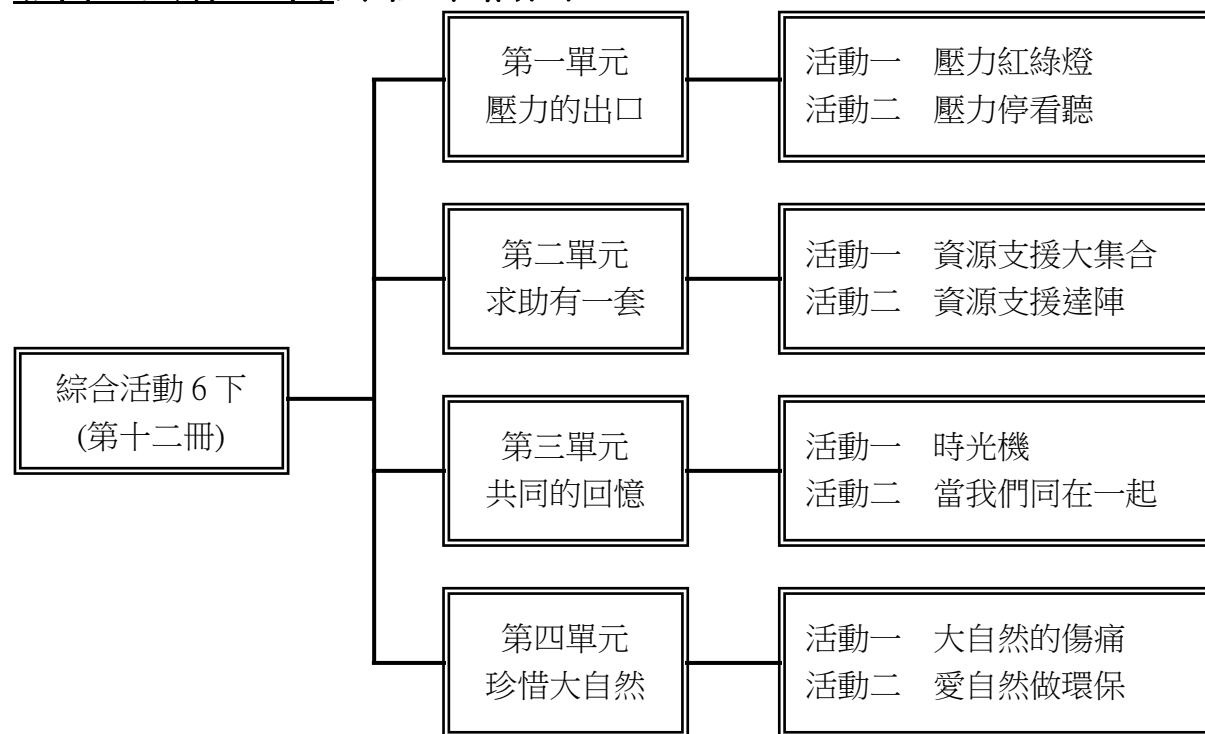 第一單元
壓力的出口
活動一　壓力紅綠燈
活動二　壓力停看聽
第二單元
求助有一套
活動一　資源支援大集合
活動二　資源支援達陣
綜合活動 6 下
(第十二冊)
第三單元
共同的回憶
活動一　時光機
活動二　當我們同在一起
第四單元
珍惜大自然
活動一　大自然的傷痛
活動二　愛自然做環保